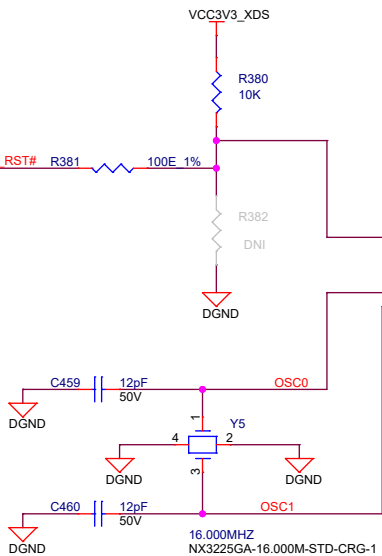 VCC3V3_XDS
R380
10K
RST# R381 100E_1%
R382
DNI
DGND
C459 12pF OSC0
50V
DGND
1
Y5
4 2
DGND DGND
3
C460 12pF OSC1
50V
DGND
16.000MHZ
NX3225GA-16.000M-STD-CRG-1